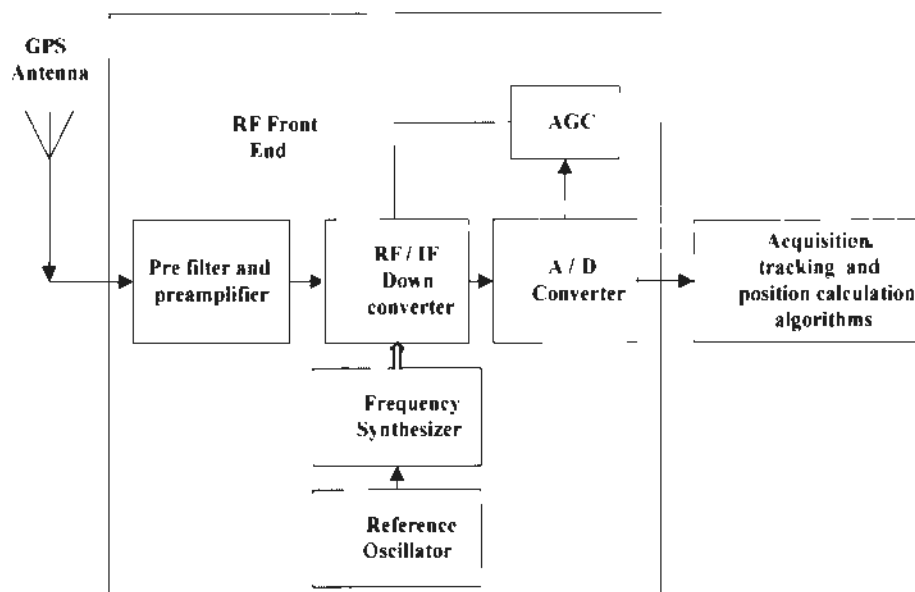 GPS
Antenna
RF Front
End
AGC
Pre filter and
preamplifier
RF / IF
Down
converter
A / D
Converter
Acquisition,
tracking and
position calculation
algorithms
Frequency
Synthesizer
Reference
Oscillator